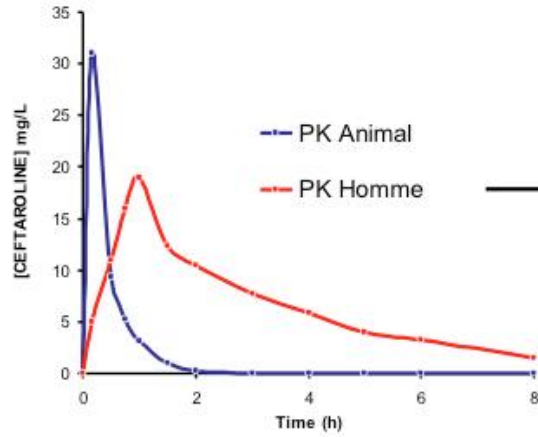 35
30
25
20
15
10
5
0
[CEFTAROLINE] mg/L
PK Animal
PK Homme
0 2 4 6 8
Time (h)